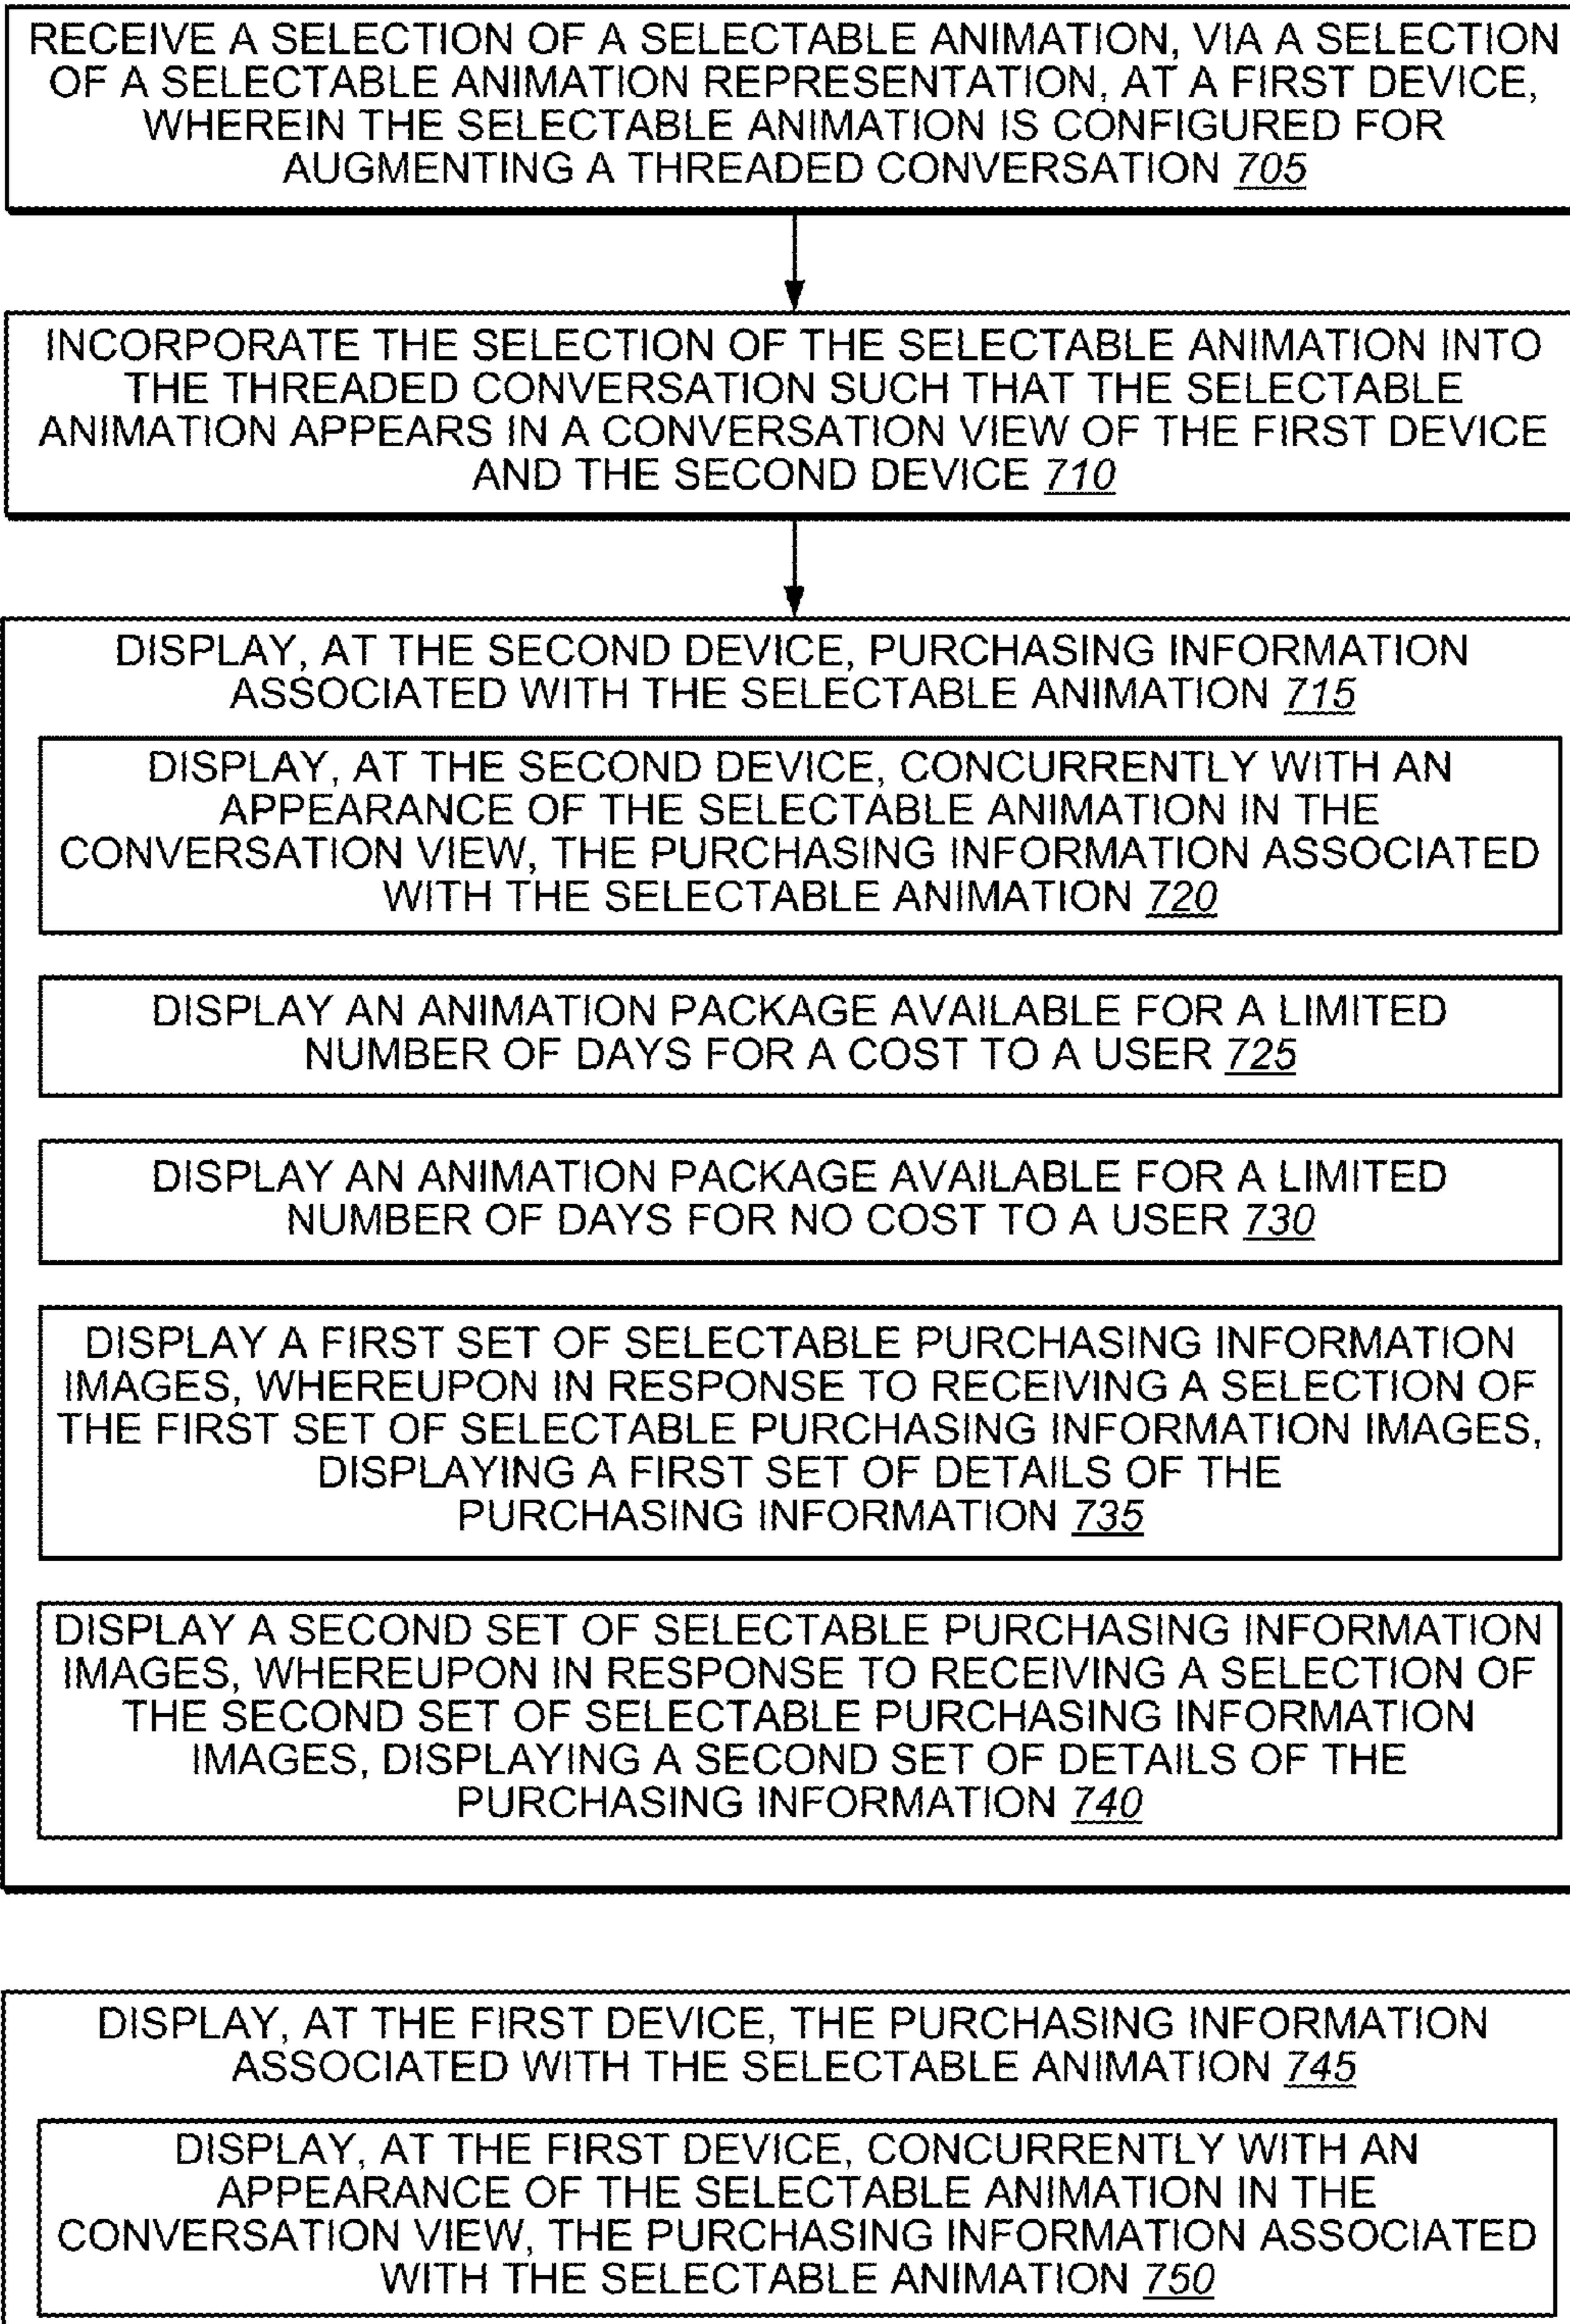 RECEIVE A SELECTION OF A SELECTABLE ANIMATION, VIA A SELECTION
OF A SELECTABLE ANIMATION REPRESENTATION, AT A FIRST DEVICE,
WHEREIN THE SELECTABLE ANIMATION IS CONFIGURED FOR
AUGMENTING A THREADED CONVERSATION 705
INCORPORATE THE SELECTION OF THE SELECTABLE ANIMATION INTO
THE THREADED CONVERSATION SUCH THAT THE SELECTABLE
ANIMATION APPEARS IN A CONVERSATION VIEW OF THE FIRST DEVICE
AND THE SECOND DEVICE 710
DISPLAY, AT THE SECOND DEVICE, PURCHASING INFORMATION
ASSOCIATED WITH THE SELECTABLE ANIMATION 715
DISPLAY, AT THE SECOND DEVICE, CONCURRENTLY WITH AN
APPEARANCE OF THE SELECTABLE ANIMATION IN THE
CONVERSATION VIEW, THE PURCHASING INFORMATION ASSOCIATED
WITH THE SELECTABLE ANIMATION 720
DISPLAY AN ANIMATION PACKAGE AVAILABLE FOR A LIMITED
NUMBER OF DAYS FOR A COST TO A USER 725
DISPLAY AN ANIMATION PACKAGE AVAILABLE FOR A LIMITED
NUMBER OF DAYS FOR NO COST TO A USER 730
DISPLAY A FIRST SET OF SELECTABLE PURCHASING INFORMATION
IMAGES, WHEREUPON IN RESPONSE TO RECEIVING A SELECTION OF
THE FIRST SET OF SELECTABLE PURCHASING INFORMATION IMAGES,
DISPLAYING A FIRST SET OF DETAILS OF THE
PURCHASING INFORMATION 735
DISPLAY A SECOND SET OF SELECTABLE PURCHASING INFORMATION
IMAGES, WHEREUPON IN RESPONSE TO RECEIVING A SELECTION OF
THE SECOND SET OF SELECTABLE PURCHASING INFORMATION
IMAGES, DISPLAYING A SECOND SET OF DETAILS OF THE
PURCHASING INFORMATION 740
DISPLAY, AT THE FIRST DEVICE, THE PURCHASING INFORMATION
ASSOCIATED WITH THE SELECTABLE ANIMATION 745
DISPLAY, AT THE FIRST DEVICE, CONCURRENTLY WITH AN
APPEARANCE OF THE SELECTABLE ANIMATION IN THE
CONVERSATION VIEW, THE PURCHASING INFORMATION ASSOCIATED
WITH THE SELECTABLE ANIMATION 750